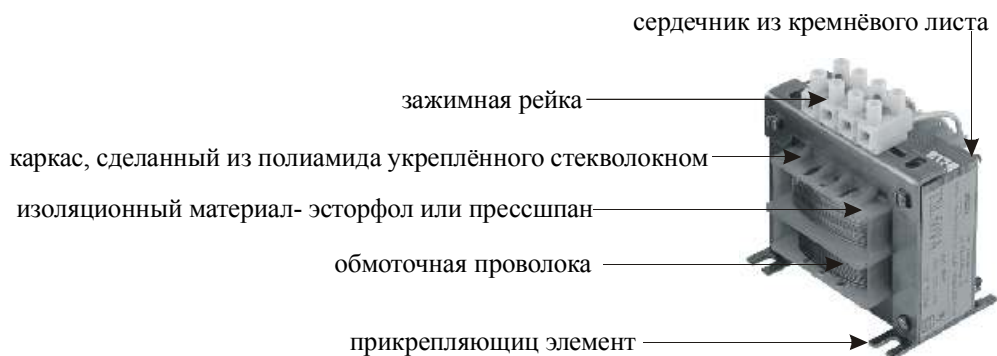 сердечник из кремнёвого листа
зажимная рейка
каркас, сделанный из полиамида укреплённого стекволокном
изоляционный материал- эсторфол или прессшпан
обмоточная проволока
прикрепляющиц элемент